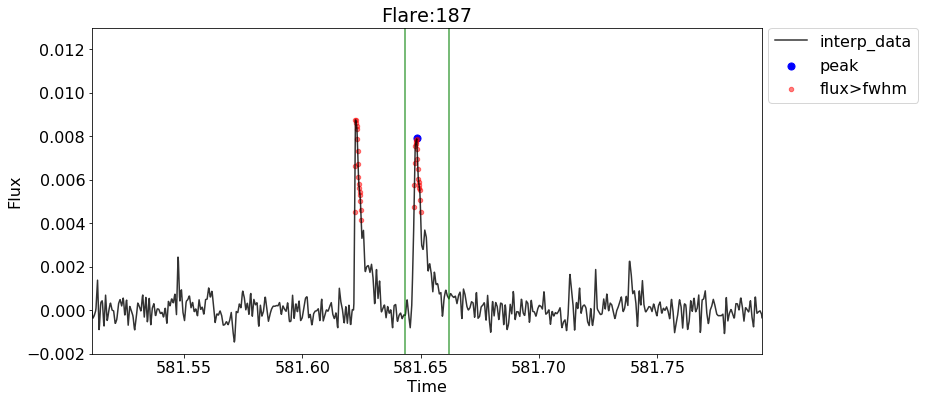 Flare:187
interp_data
peak
flux>fwhm
Flux
0.012
0.010
0.008
0.006
0.004
0.002
0.000
−0.002
581.55
581.60
581.65
581.70
581.75
Time